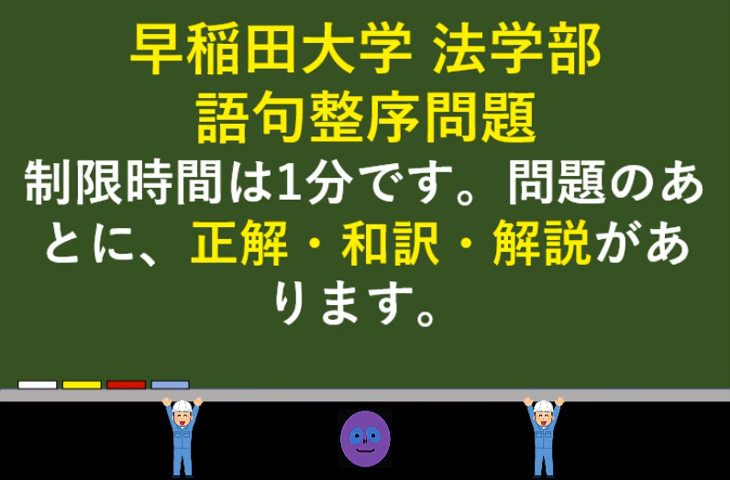 早稲田大学 法学部
語句整序問題
制限時間は1分です。問題のあ
とに、正解・和訳・解説があ
ります。